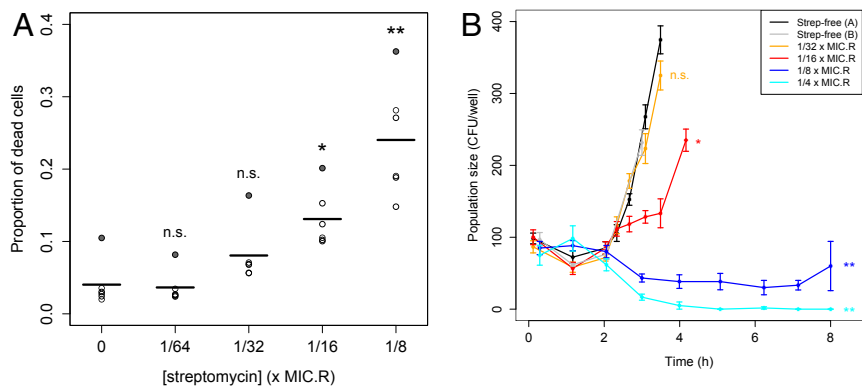 A
Proportion of dead cells
0.4
0.3
0.2
0.1
0.0
n.s.
n.s.
*
**
0 1/64 1/32 1/16 1/8
[streptomycin] (x MIC.R)
B
Population size (CFU/well)
400
300
200
100
0
Strep-free (A)
Strep-free (B)
1/32 x MIC.R
1/16 x MIC.R
1/8 x MIC.R
1/4 x MIC.R
n.s.
*
**
**
0 2 4 6 8
Time (h)